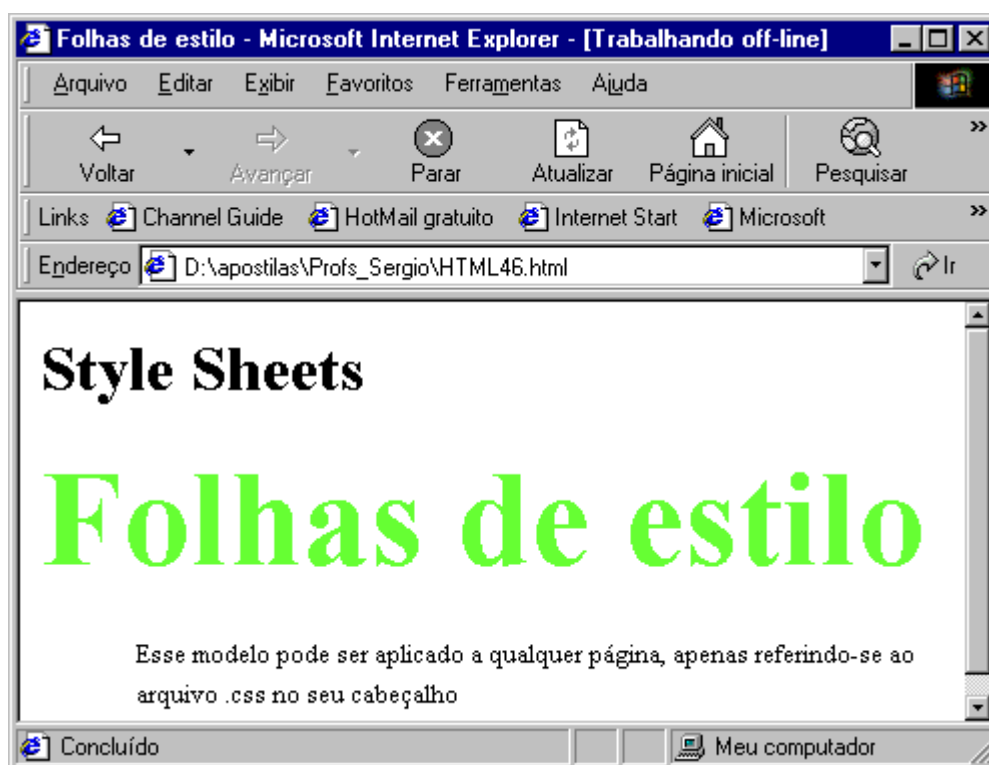 Folhas de estilo - Microsoft Internet Explorer - [Trabalhando off-line]
Arquivo Editar Exibir Favoritos Ferramentas Ajuda
Voltar Avançar Parar Atualizar Página inicial Pesquisar »
Links Channel Guide HotMail gratuito Internet Start Microsoft »
Endereço D:\apostilas\Profs_Sergio\HTML46.html Ir
Style Sheets
Folhas de estilo
Esse modelo pode ser aplicado a qualquer página, apenas referindo-se ao
arquivo .css no seu cabeçalho
Concluído Meu computador